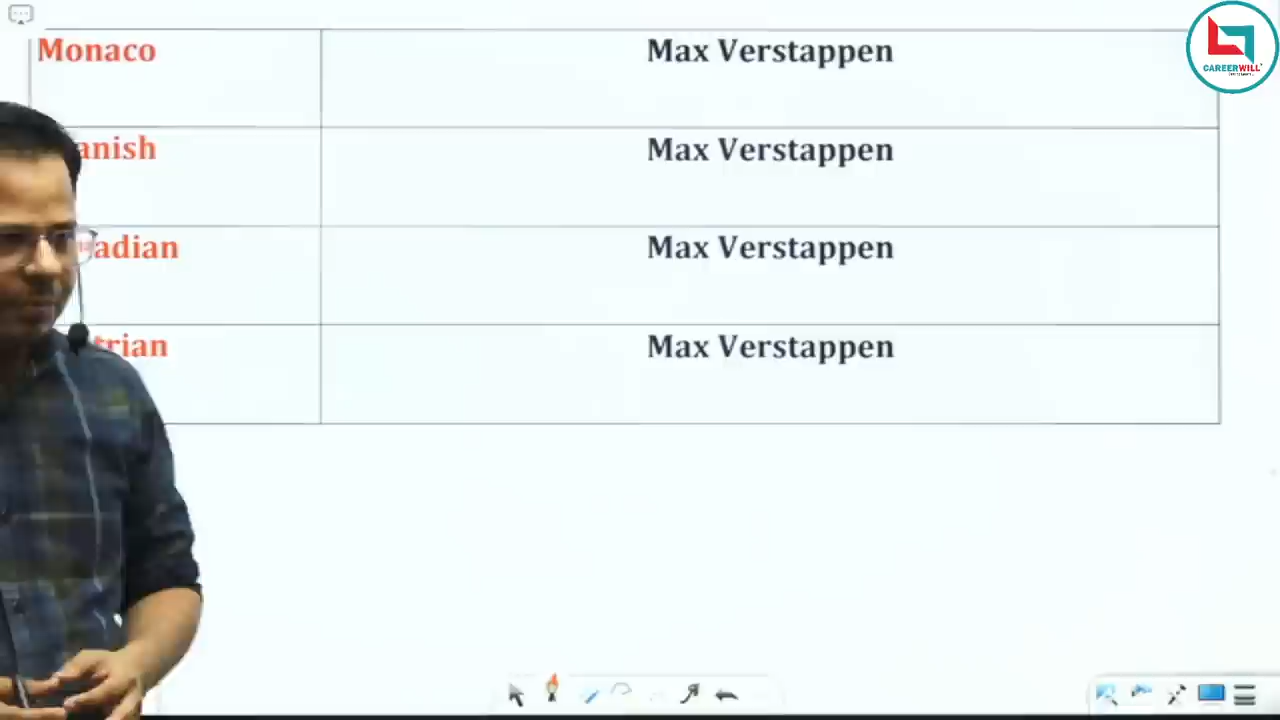 Monaco Max Verstappen
anish Max Verstappen
adian Max Verstappen
trian Max Verstappen
CAREERWILL